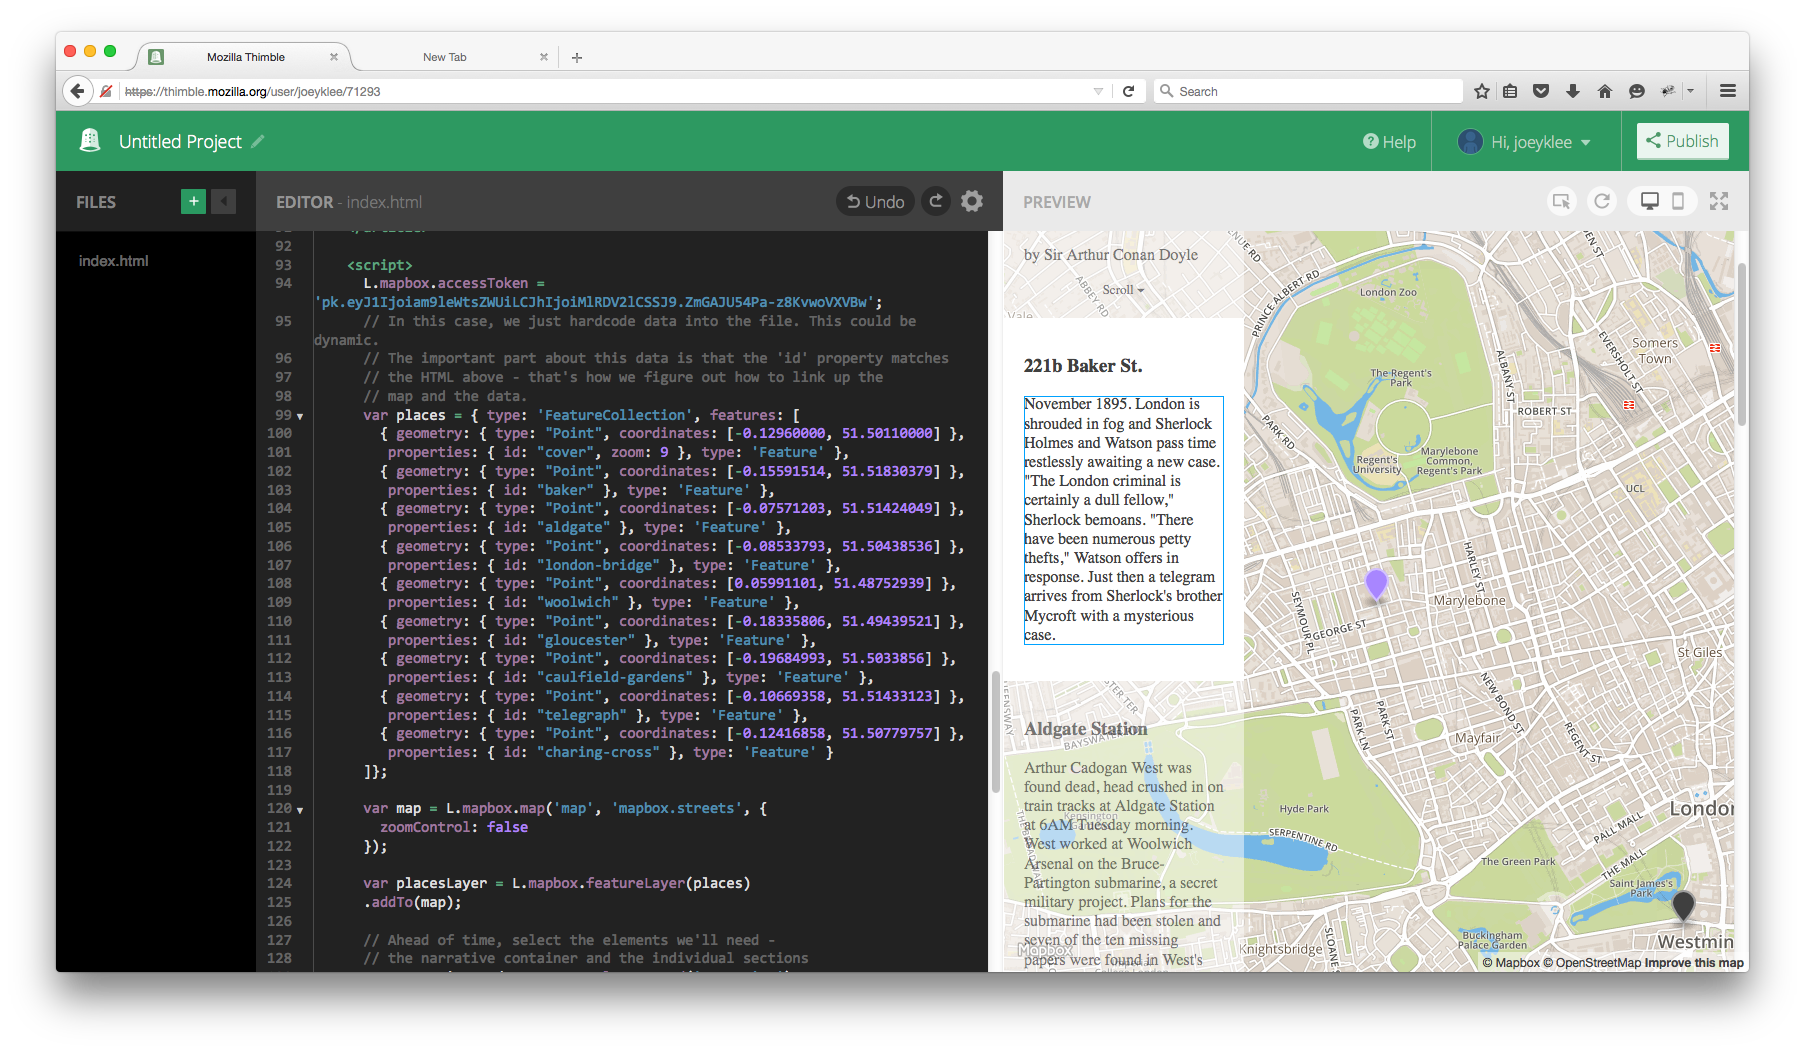 Mozilla Thimble
New Tab
https://thimble.mozilla.org/user/joeyklee/71293
Search
Untitled Project
Help
Hi, joeyklee
Publish
FILES
EDITOR - index.html
Undo
PREVIEW
index.html
92
93 <script>
94 L.mapbox.accessToken =
'pk.eyJ1Ijoiam9leWtsZWUiLCJhIjoiMlRDV2lCSSJ9.ZmGAJU54Pa-z8KvwoVXVBw';
95 // In this case, we just hardcode data into the file. This could be
dynamic.
96 // The important part about this data is that the 'id' property matches
97 // the HTML above - that's how we figure out how to link up the
98 // map and the data.
99 var places = { type: 'FeatureCollection', features: [
100 { geometry: { type: "Point", coordinates: [-0.12960000, 51.50110000] },
101 properties: { id: "cover", zoom: 9 }, type: 'Feature' },
102 { geometry: { type: "Point", coordinates: [-0.15591514, 51.51830379] },
103 properties: { id: "baker" }, type: 'Feature' },
104 { geometry: { type: "Point", coordinates: [-0.07571203, 51.51424049] },
105 properties: { id: "aldgate" }, type: 'Feature' },
106 { geometry: { type: "Point", coordinates: [-0.08533793, 51.50438536] },
107 properties: { id: "london-bridge" }, type: 'Feature' },
108 { geometry: { type: "Point", coordinates: [0.05991101, 51.48752939] },
109 properties: { id: "woolwich" }, type: 'Feature' },
110 { geometry: { type: "Point", coordinates: [-0.18335806, 51.49439521] },
111 properties: { id: "gloucester" }, type: 'Feature' },
112 { geometry: { type: "Point", coordinates: [-0.19684993, 51.5033856] },
113 properties: { id: "caulfield-gardens" }, type: 'Feature' },
114 { geometry: { type: "Point", coordinates: [-0.10669358, 51.51433123] },
115 properties: { id: "telegraph" }, type: 'Feature' },
116 { geometry: { type: "Point", coordinates: [-0.12416858, 51.50779757] },
117 properties: { id: "charing-cross" }, type: 'Feature' }
118 ]};
119
120 var map = L.mapbox.map('map', 'mapbox.streets', {
121 zoomControl: false
122 });
123
124 var placesLayer = L.mapbox.featureLayer(places)
125 .addTo(map);
126
127 // Ahead of time, select the elements we'll need -
128 // the narrative container and the individual sections
by Sir Arthur Conan Doyle
Scroll
221b Baker St.
November 1895. London is
shrouded in fog and Sherlock
Holmes and Watson pass time
restlessly awaiting a new case.
"The London criminal is
certainly a dull fellow,"
Sherlock bemoans. "There
have been numerous petty
thefts," Watson offers in
response. Just then a telegram
arrives from Sherlock's brother
Mycroft with a mysterious
case.
Aldgate Station
Arthur Cadogan West was
found dead, head crushed in on
train tracks at Aldgate Station
at 6AM Tuesday morning.
West worked at Woolwich
Arsenal on the Bruce-
Partington submarine, a secret
military project. Plans for the
submarine had been stolen and
seven of the ten missing
papers were found in West's
ABBEY RD
Vale
PRINCE ALBERT RD
London Zoo
The Regent's
Park
ALBANY ST
EVERSHOLT ST
Somers
Town
ROBERT ST
PARK RD
Regent's
University
Marylebone
Common,
Regent's Park
UCL
HARLEY ST
Marylebone
SEYMOUR PL
GEORGE ST
St Giles
NEW BOND ST
PARK ST
PARK LN
Mayfair
REGENT ST
BAYSWATER
Hyde Park
Kensington
SERPENTINE RD
London
PALL MALL
THE MALL
The Green Park
Saint James's
Park
Buckingham
Palace Garden
Westmin
Knightsbridge
SLOANE S
Mapbox
© Mapbox © OpenStreetMap Improve this map